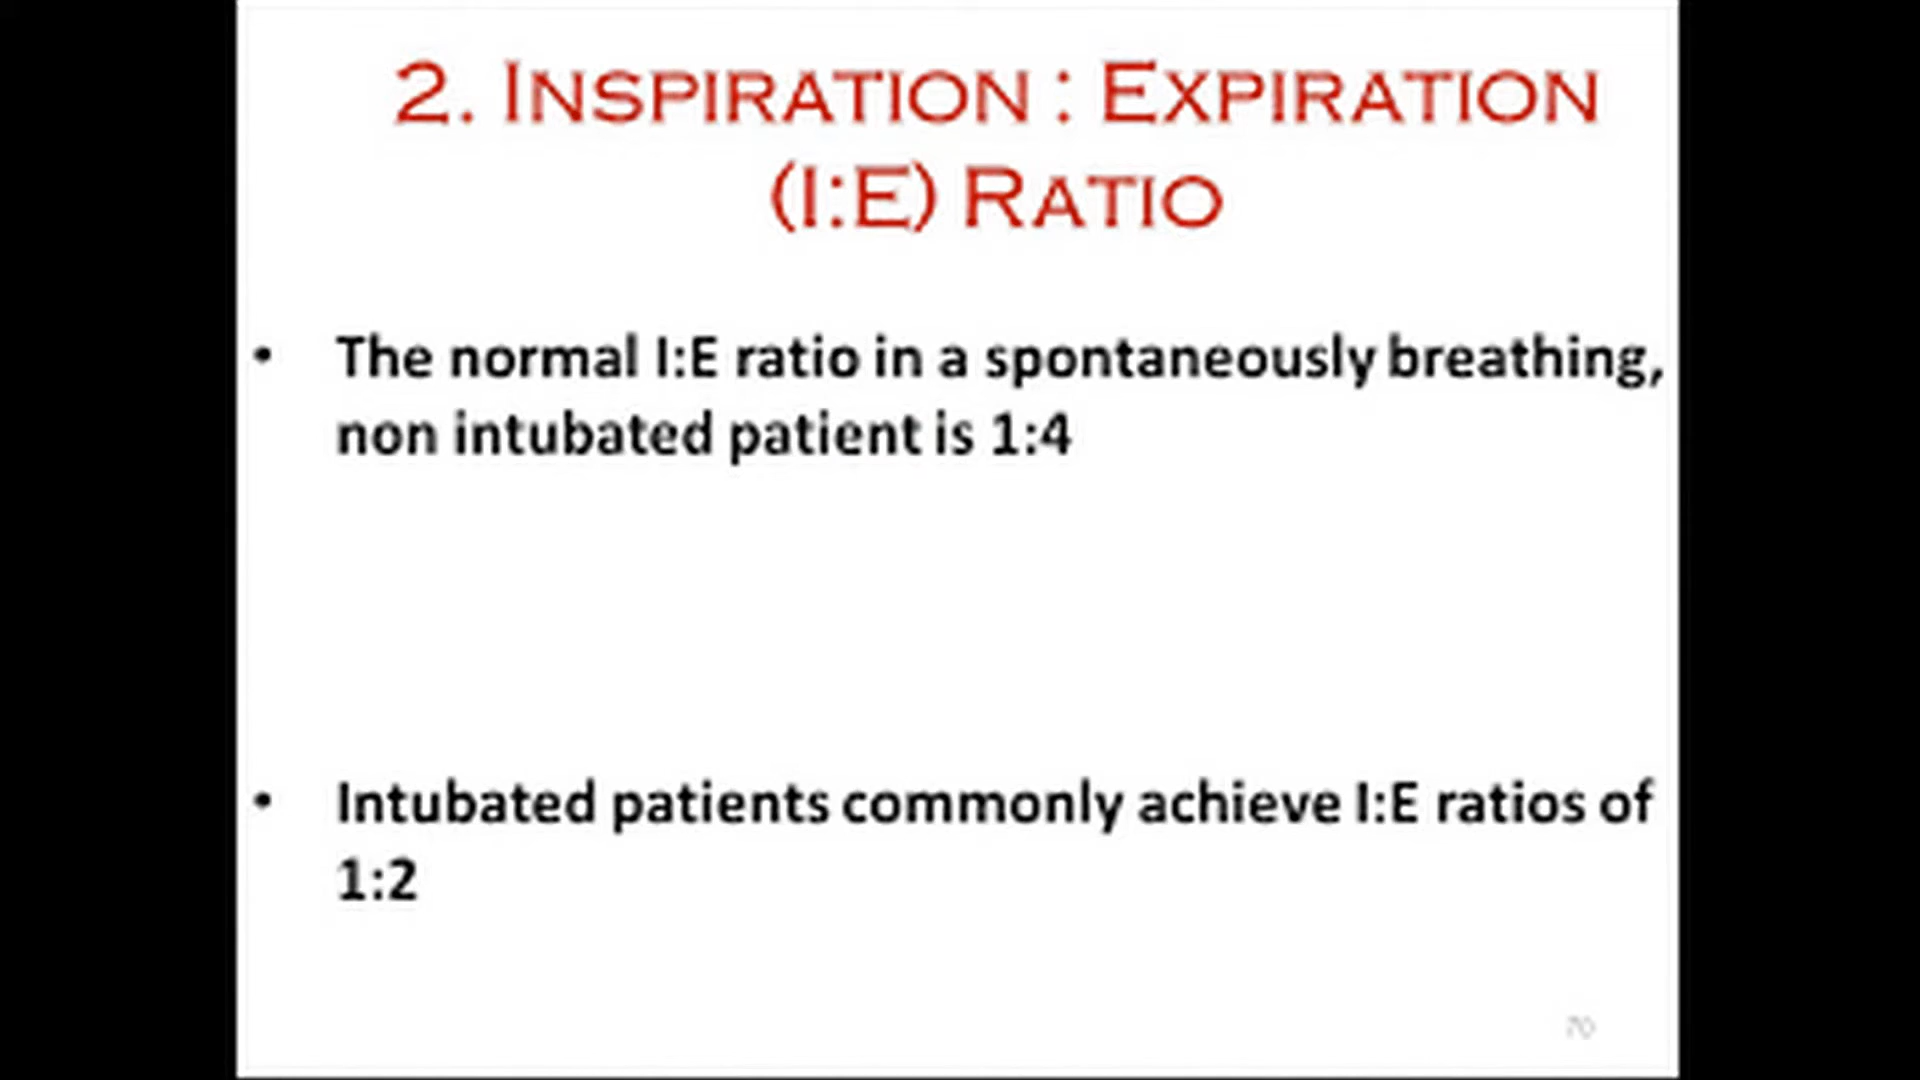 2. INSPIRATION : EXPIRATION
(I:E) RATIO
• The normal I:E ratio in a spontaneously breathing,
non intubated patient is 1:4
• Intubated patients commonly achieve I:E ratios of
1:2
70